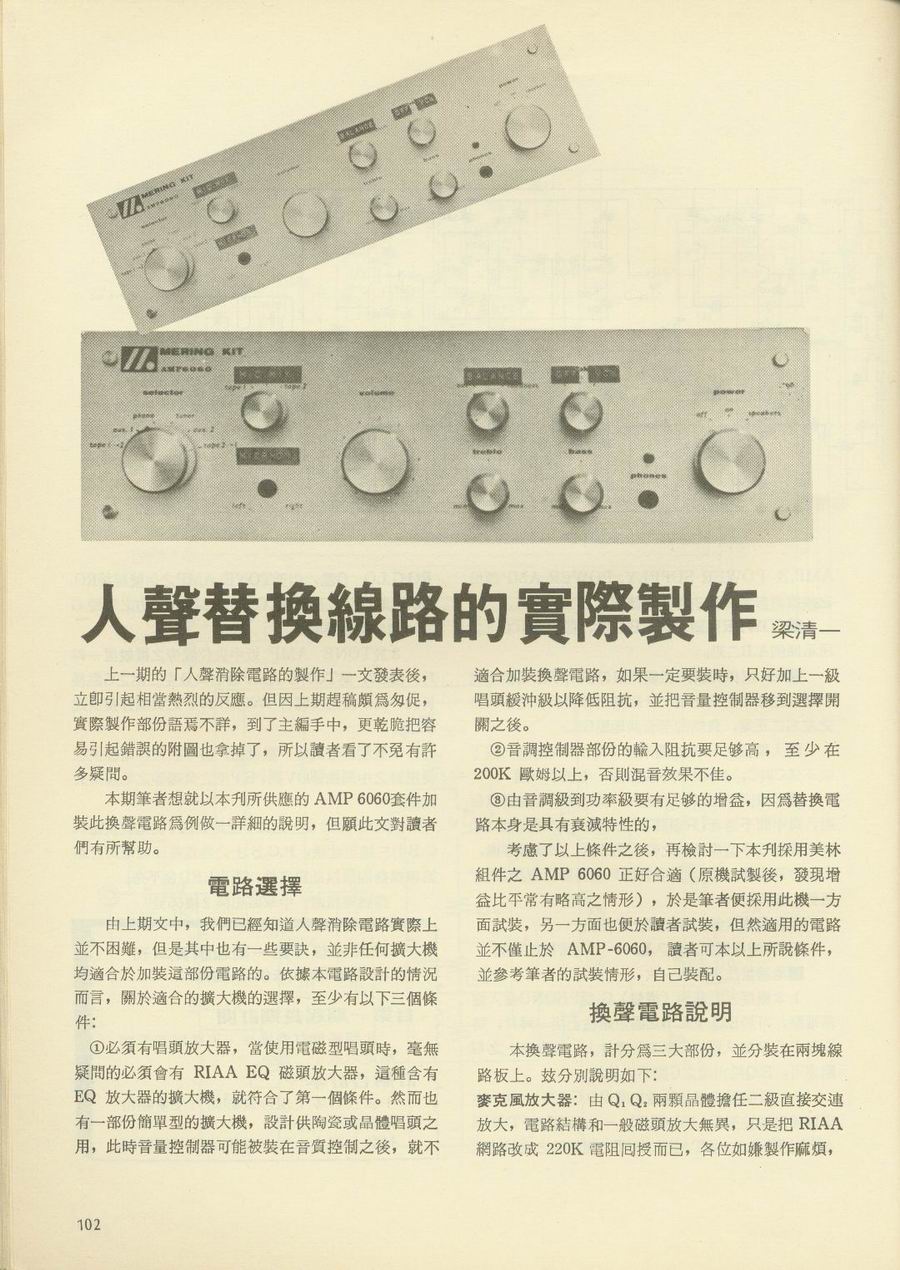 MERING KIT
AMP6060
BALANCE
MERING KIT
AMP6060
selector
phono
tuner
aux. 1
aux. 2
tape 1
tape 2
volume
BALANCE
treble
bass
min
max
phones
power
off
on
speakers
left
right
人聲替換線路的實際製作
梁清一
上一期的「人聲消除電路的製作」一文發表後，
立卽引起相當熱烈的反應。但因上期趕稿頗爲匆促，
實際製作部份語焉不詳，到了主編手中，更乾脆把容
易引起錯誤的附圖也拿掉了，所以讀者看了不免有許
多疑問。
本期筆者想就以本刋所供應的 AMP 6060套件加
裝此換聲電路爲例做一詳細的說明，但願此文對讀者
們有所幫助。
電路選擇
由上期文中，我們已經知道人聲消除電路實際上
並不困難，但是其中也有一些要訣，並非任何擴大機
均適合於加裝這部份電路的。依據本電路設計的情況
而言，關於適合的擴大機的選擇，至少有以下三個條
件：
①必須有唱頭放大器，當使用電磁型唱頭時，毫無
疑問的必須會有 RIAA EQ 磁頭放大器，這種含有
EQ 放大器的擴大機，就符合了第一個條件。然而也
有一部份簡單型的擴大機，設計供陶瓷或晶體唱頭之
用，此時音量控制器可能被裝在音質控制之後，就不
適合加裝換聲電路，如果一定要裝時，只好加上一級
唱頭緩沖級以降低阻抗，並把音量控制器移到選擇開
關之後。
②音調控制器部份的輸入阻抗要足够高，至少在
200K 歐姆以上，否則混音效果不佳。
⑧由音調級到功率級要有足够的增益，因爲替換電
路本身是具有衰減特性的，
考慮了以上條件之後，再檢討一下本刋採用美林
組件之 AMP 6060 正好合適（原機試製後，發現增
益比平常有略高之情形），於是筆者便採用此機一方
面試裝，另一方面也便於讀者試裝，但然適用的電路
並不僅止於 AMP-6060，讀者可本以上所說條件，
並參考筆者的試裝情形，自己裝配。
換聲電路說明
本換聲電路，計分爲三大部份，並分裝在兩塊線
路板上。玆分別說明如下：
麥克風放大器：由 Q₁ Q₂ 兩顆晶體擔任二級直接交連
放大，電路結構和一般磁頭放大無異，只是把 RIAA
網路改成 220K 電阻囘授而已，各位如嫌製作麻煩，
102